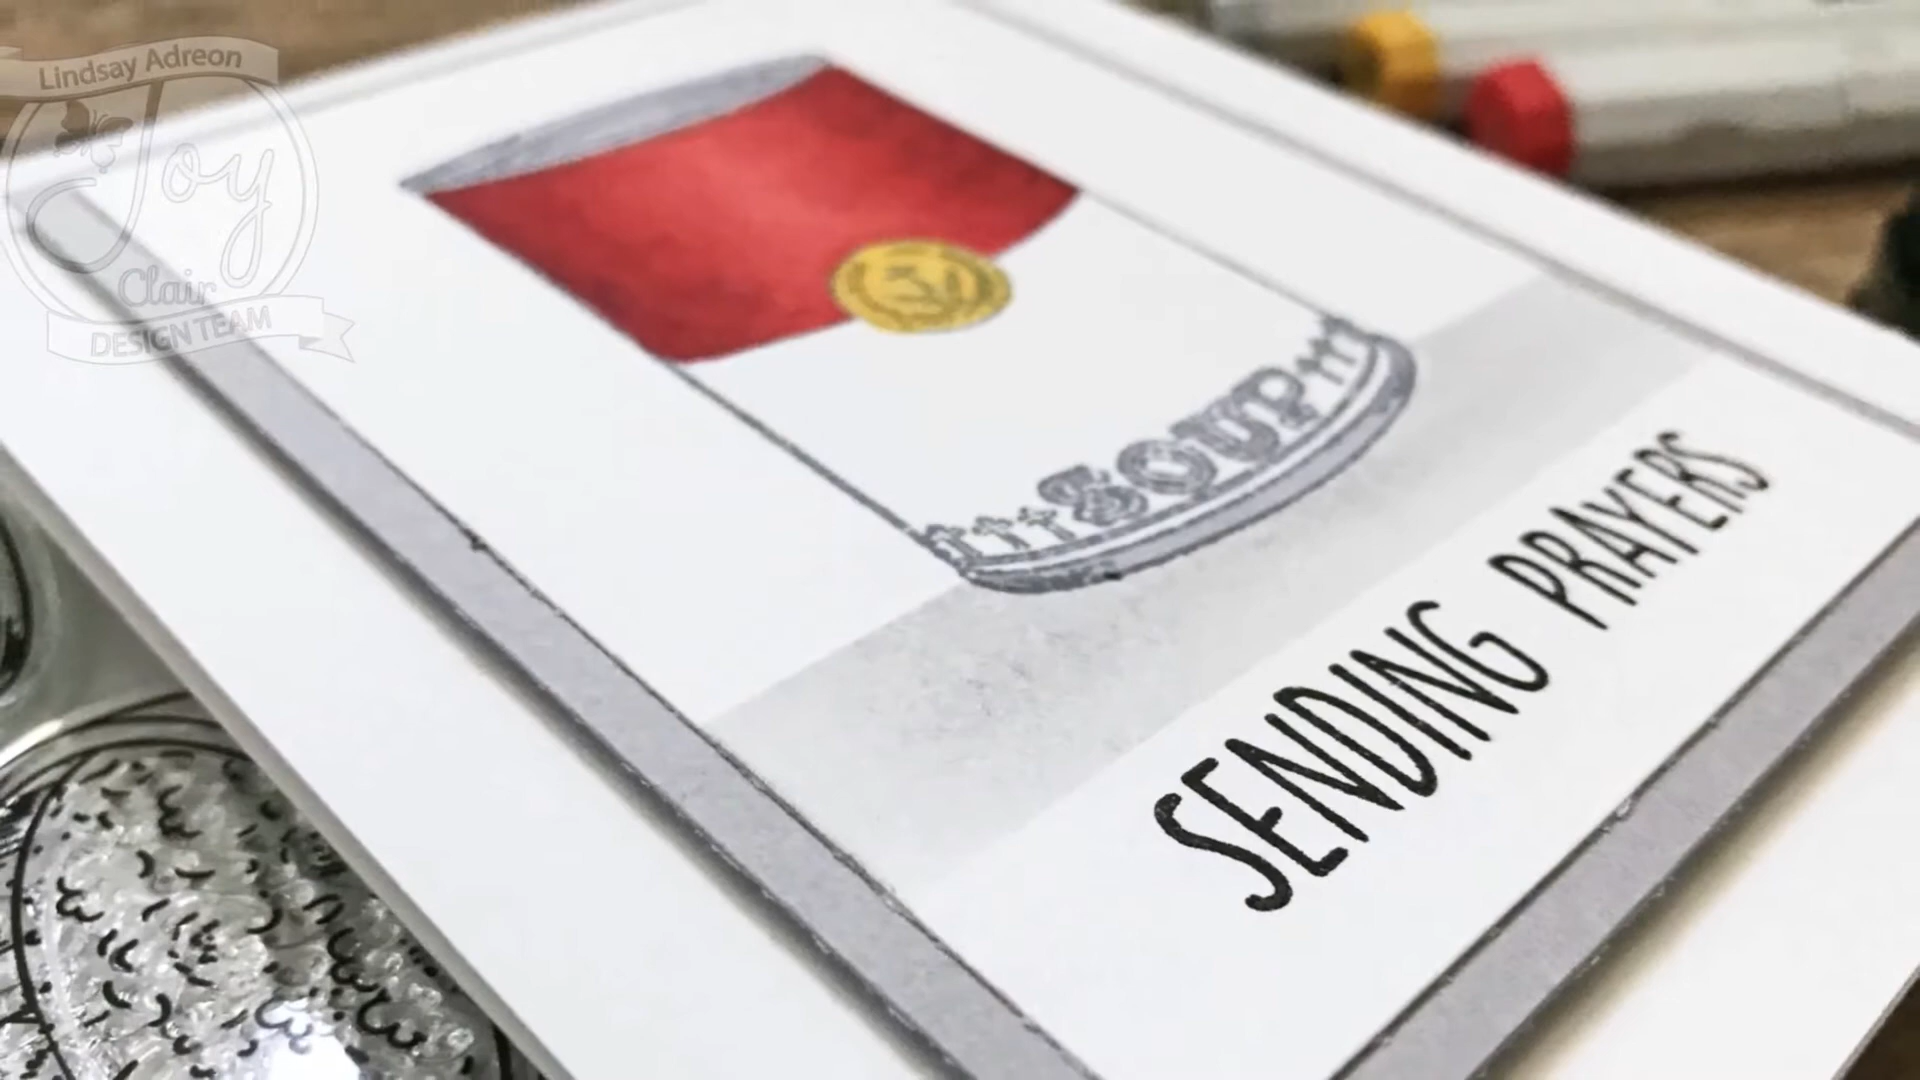 Lindsay Adreon
Joy
Clair
DESIGN TEAM
SOUP
SENDING PRAYERS